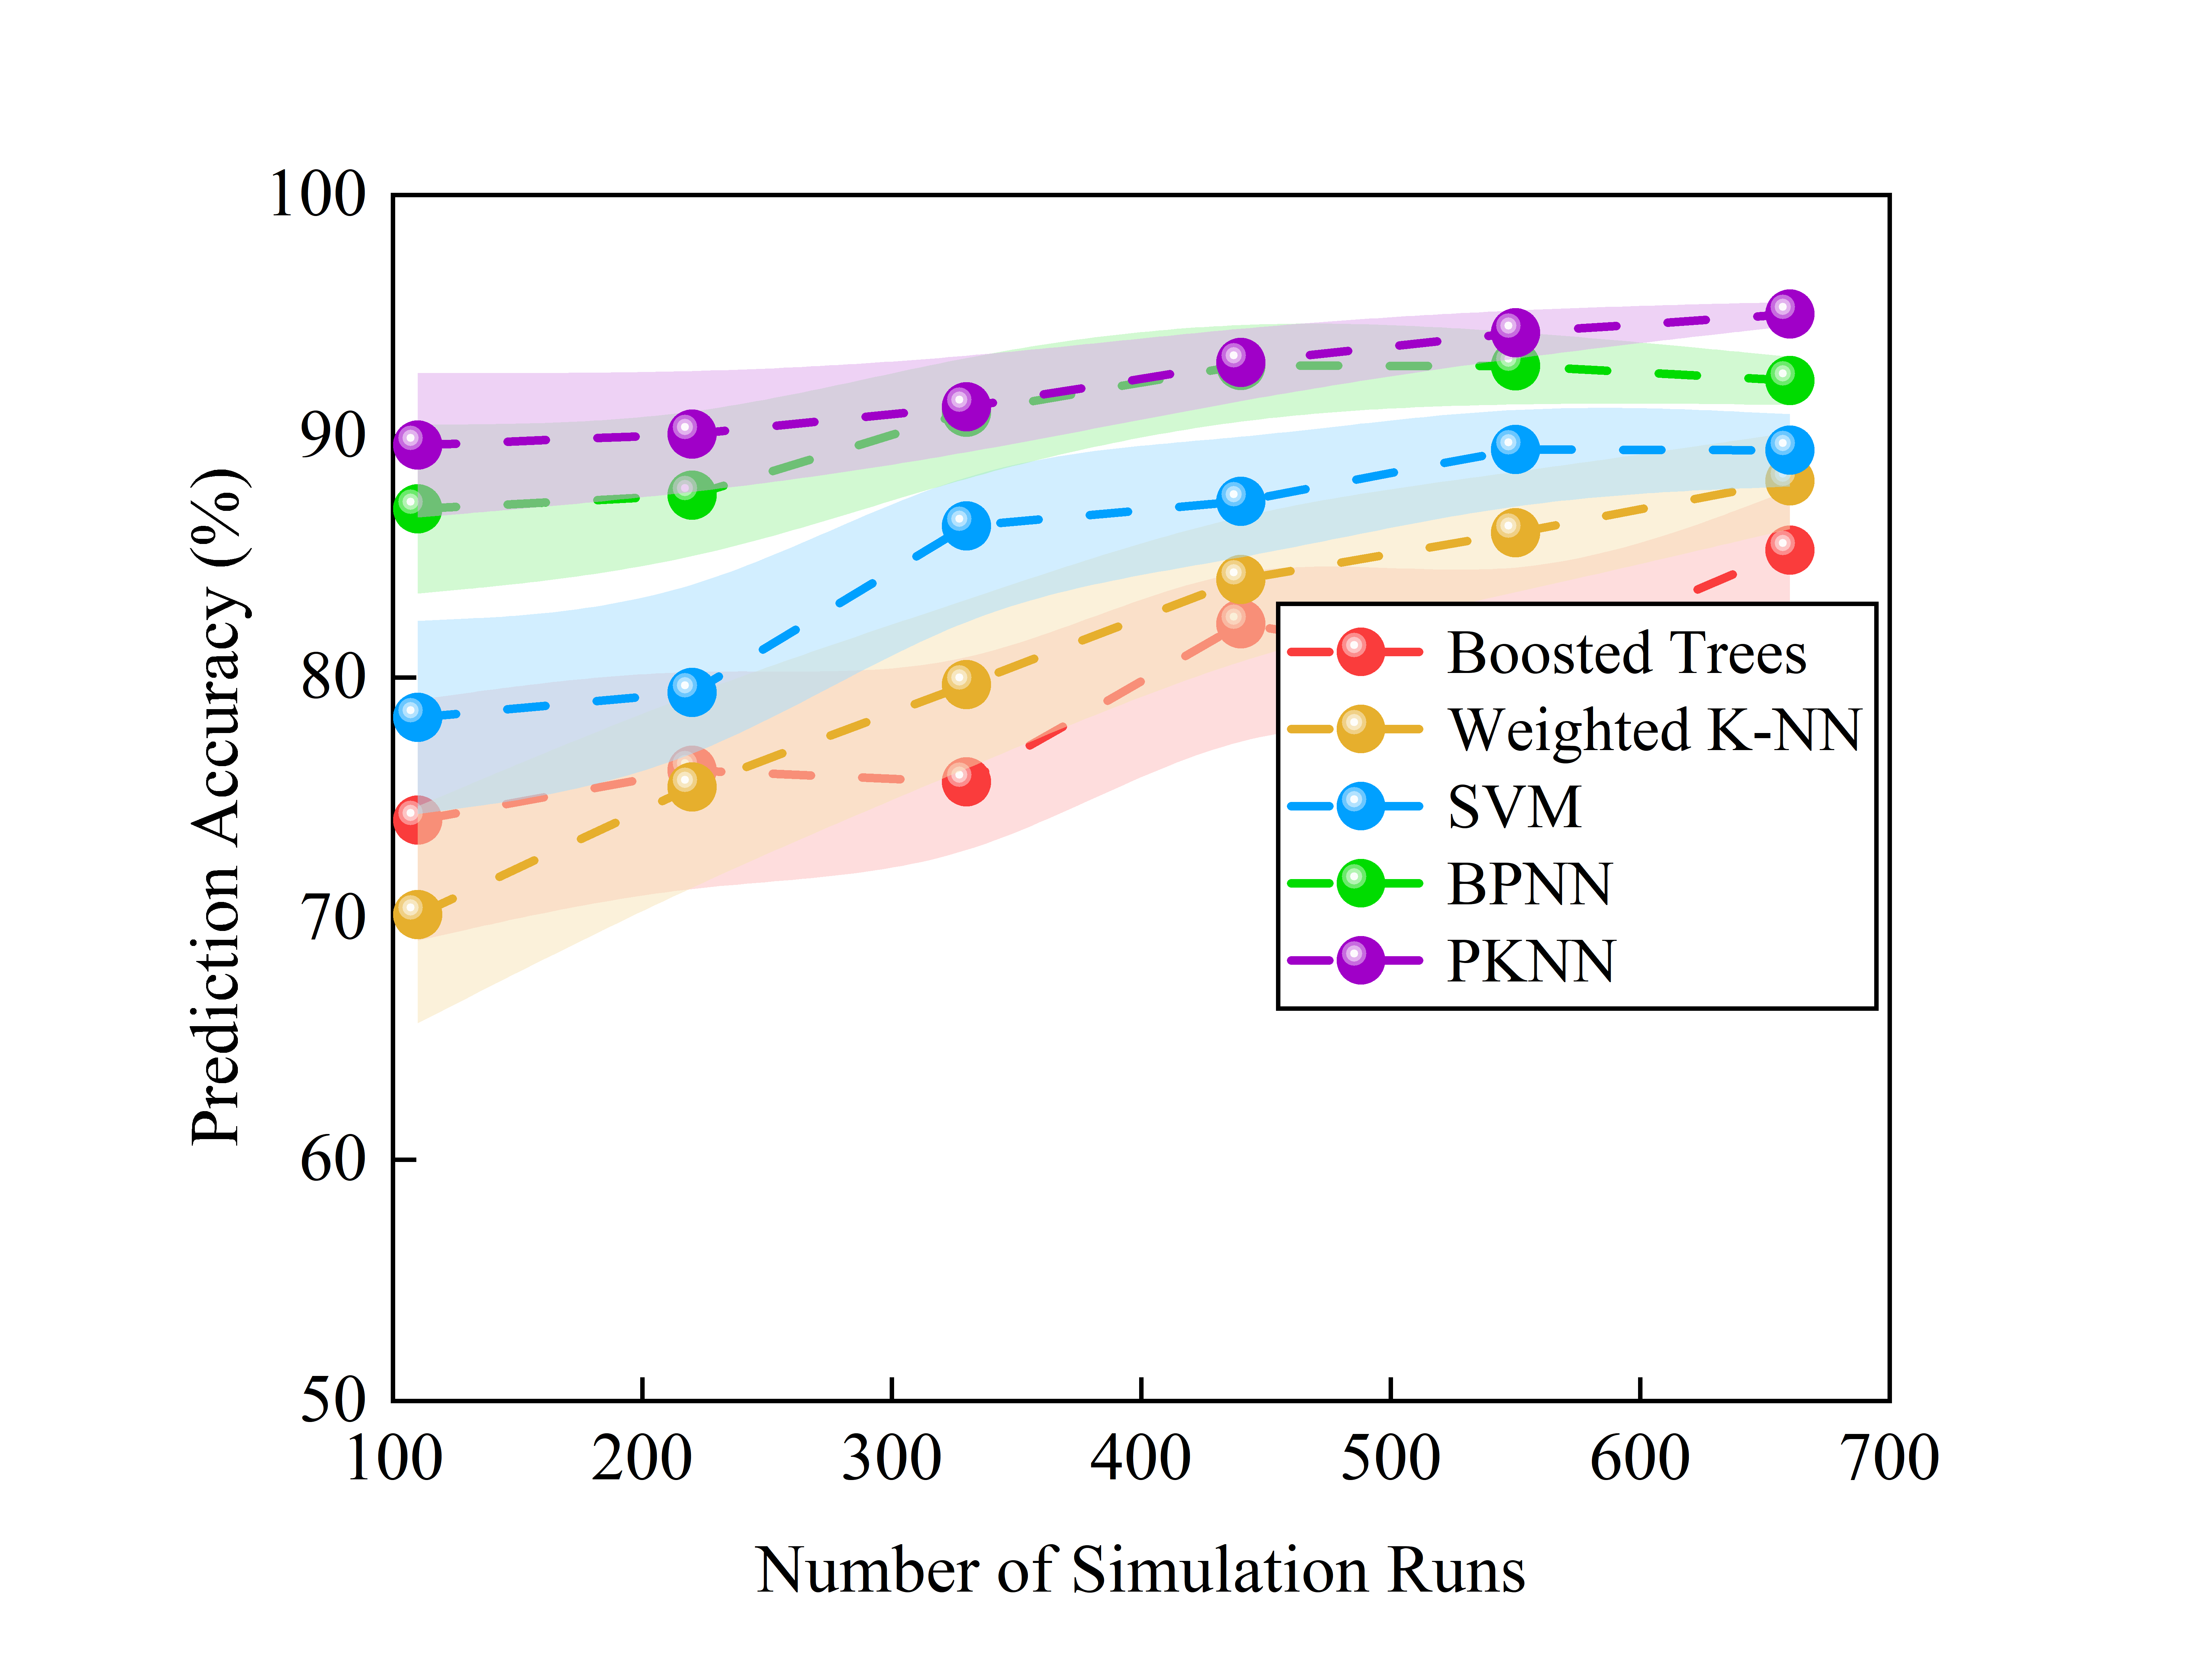 100
90
80
70
60
50
Prediction Accuracy (%)
Boosted Trees
Weighted K-NN
SVM
BPNN
PKNN
100 200 300 400 500 600 700
Number of Simulation Runs